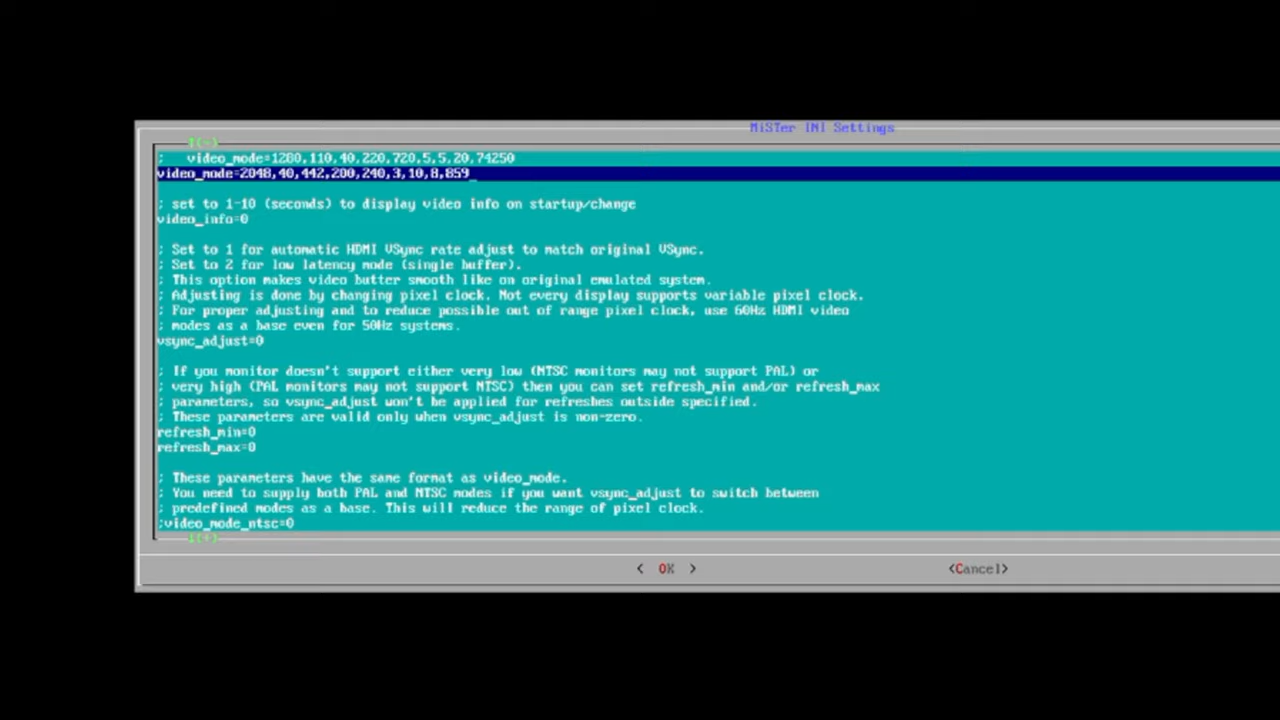 MiSTer INI Settings
↑(-)
;   video_mode=1280,110,40,220,720,5,5,20,74250
video_mode=2048,40,442,200,240,3,10,8,859_
; set to 1-10 (seconds) to display video info on startup/change
video_info=0
; Set to 1 for automatic HDMI VSync rate adjust to match original VSync.
; Set to 2 for low latency mode (single buffer).
; This option makes video butter smooth like on original emulated system.
; Adjusting is done by changing pixel clock. Not every display supports variable pixel clock.
; For proper adjusting and to reduce possible out of range pixel clock, use 60Hz HDMI video
; modes as a base even for 50Hz systems.
vsync_adjust=0
; If you monitor doesn't support either very low (NTSC monitors may not support PAL) or
; very high (PAL monitors may not support NTSC) then you can set refresh_min and/or refresh_max
; parameters, so vsync_adjust won't be applied for refreshes outside specified.
; These parameters are valid only when vsync_adjust is non-zero.
refresh_min=0
refresh_max=0
; These parameters have the same format as video_mode.
; You need to supply both PAL and NTSC modes if you want vsync_adjust to switch between
; predefined modes as a base. This will reduce the range of pixel clock.
;video_mode_ntsc=0
↓(+)
<  OK  >
<Cancel>